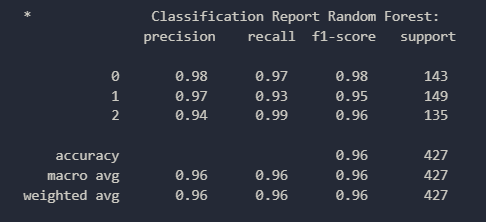 * Classification Report Random Forest:
precision recall f1-score support
0 0.98 0.97 0.98 143
1 0.97 0.93 0.95 149
2 0.94 0.99 0.96 135
accuracy 0.96 427
macro avg 0.96 0.96 0.96 427
weighted avg 0.96 0.96 0.96 427